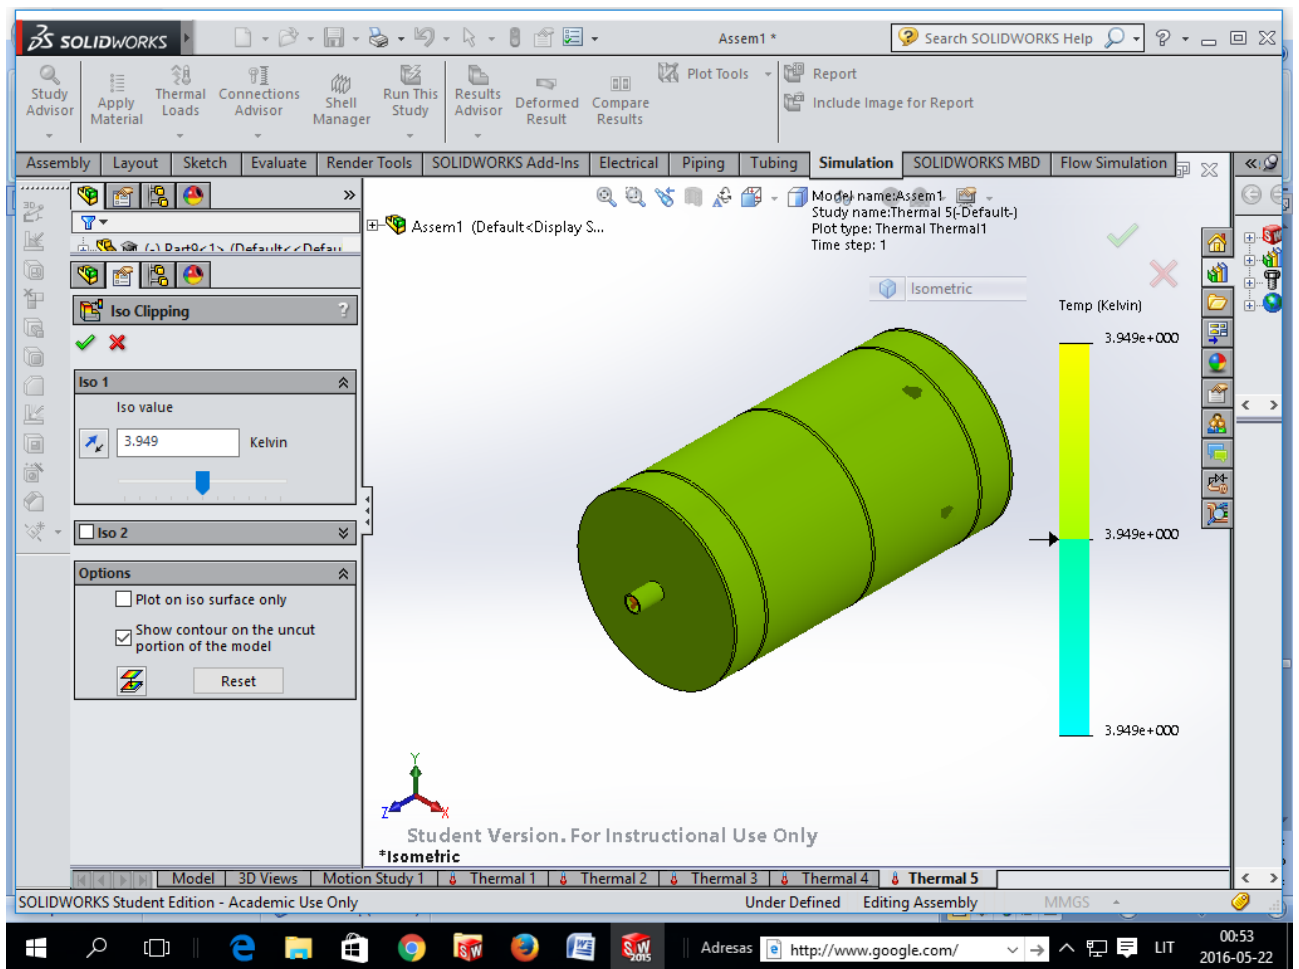 SOLIDWORKS
Assem1 *
Search SOLIDWORKS Help
Study Advisor
Apply Material
Thermal Loads
Connections Advisor
Shell Manager
Run This Study
Results Advisor
Deformed Result
Compare Results
Plot Tools
Report
Include Image for Report
Assembly Layout Sketch Evaluate Render Tools SOLIDWORKS Add-Ins Electrical Piping Tubing Simulation SOLIDWORKS MBD Flow Simulation
(-) Part9<1> (Default<<Defau
Assem1 (Default<Display S...
Model name:Assem1
Study name:Thermal 5(-Default-)
Plot type: Thermal Thermal1
Time step: 1
Isometric
Iso Clipping
?
Iso 1
Iso value
3.949 Kelvin
Iso 2
Options
Plot on iso surface only
Show contour on the uncut
portion of the model
Reset
Temp (Kelvin)
3.949e+000
3.949e+000
3.949e+000
Y
Z X
Student Version. For Instructional Use Only
*Isometric
Model 3D Views Motion Study 1 Thermal 1 Thermal 2 Thermal 3 Thermal 4 Thermal 5
SOLIDWORKS Student Edition - Academic Use Only Under Defined Editing Assembly MMGS
Adresas http://www.google.com/ LIT
00:53
2016-05-22